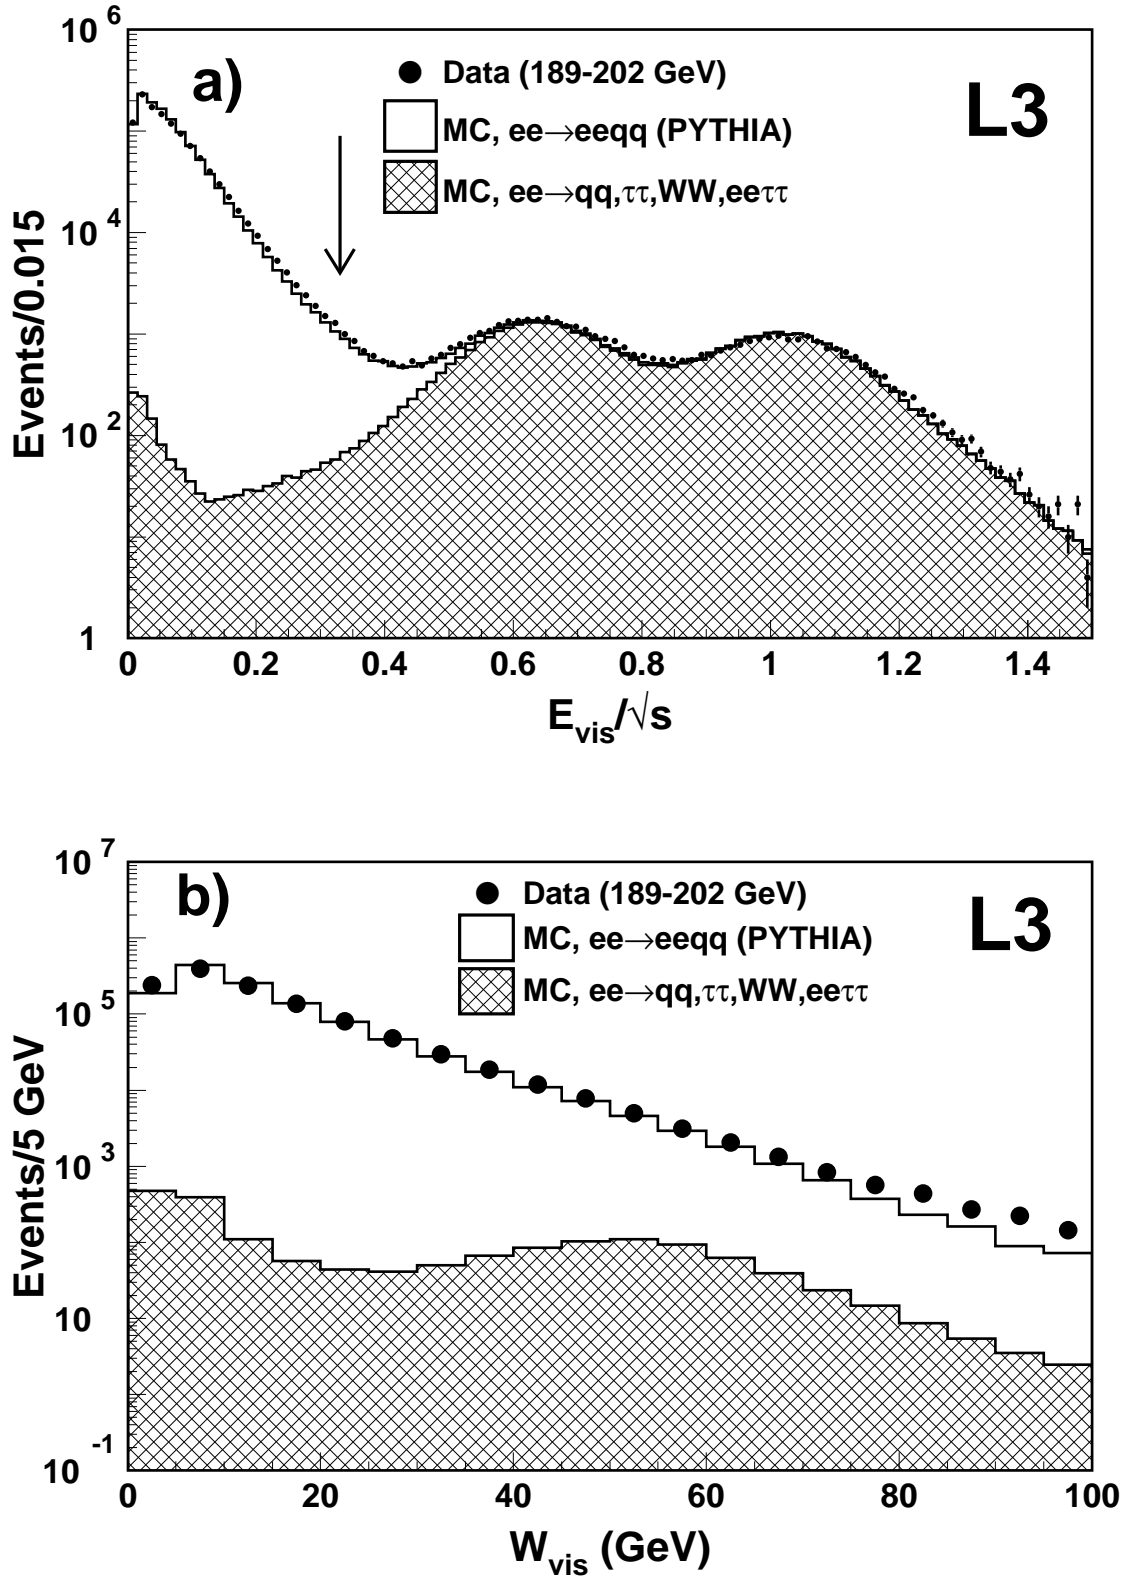 a)
L3
Data (189-202 GeV)
MC, ee→eeqq (PYTHIA)
MC, ee→qq,ττ,WW,eeττ
Events/0.015
10^6
10^4
10^2
1
0 0.2 0.4 0.6 0.8 1 1.2 1.4
E_vis/√s
b)
L3
Data (189-202 GeV)
MC, ee→eeqq (PYTHIA)
MC, ee→qq,ττ,WW,eeττ
Events/5 GeV
10^7
10^5
10^3
10
10^-1
0 20 40 60 80 100
W_vis (GeV)